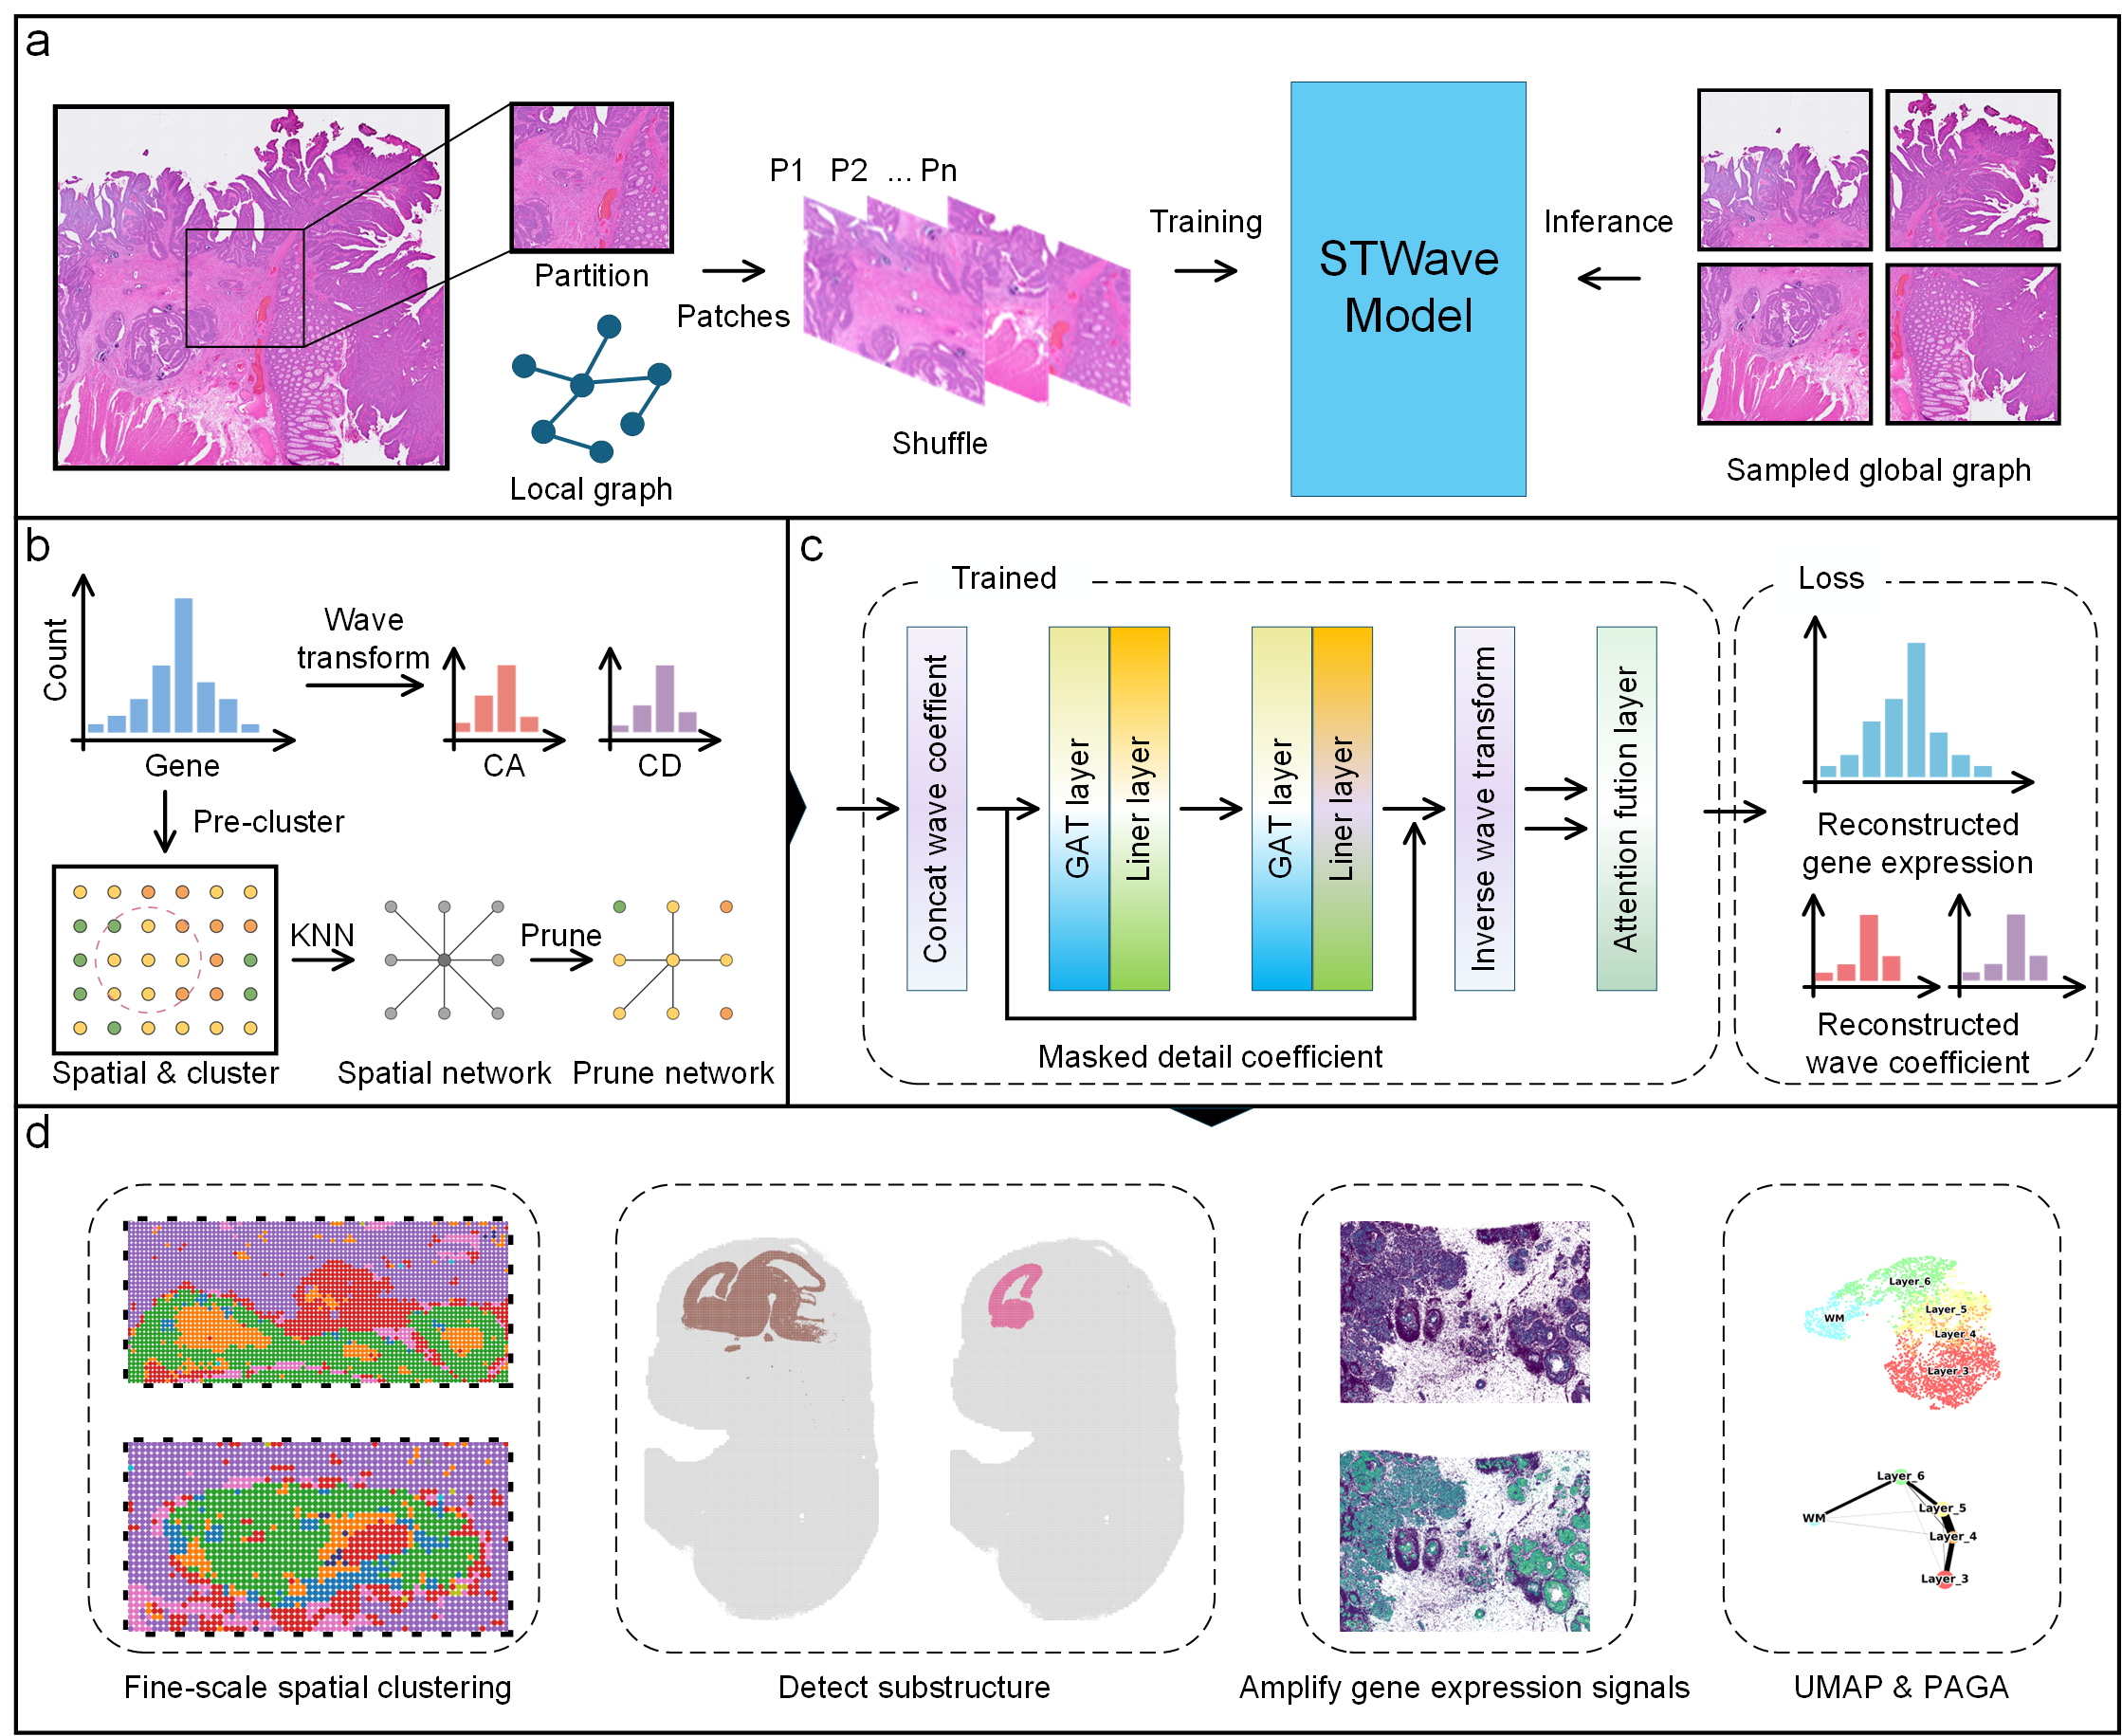 a
P1 P2 ... Pn
Partition
Patches
Local graph
Shuffle
Training
STWave
Model
Inferance
Sampled global graph
b
Count
Gene
Wave
transform
CA
CD
Pre-cluster
KNN
Prune
Spatial & cluster
Spatial network
Prune network
c
Trained
Concat wave coeffient
GAT layer
Liner layer
GAT layer
Liner layer
Inverse wave transform
Attention fution layer
Masked detail coefficient
Loss
Reconstructed
gene expression
Reconstructed
wave coefficient
d
Fine-scale spatial clustering
Detect substructure
Amplify gene expression signals
Layer_6
Layer_5
WM
Layer_4
Layer_3
Layer_6
Layer_5
WM
Layer_4
Layer_3
UMAP & PAGA